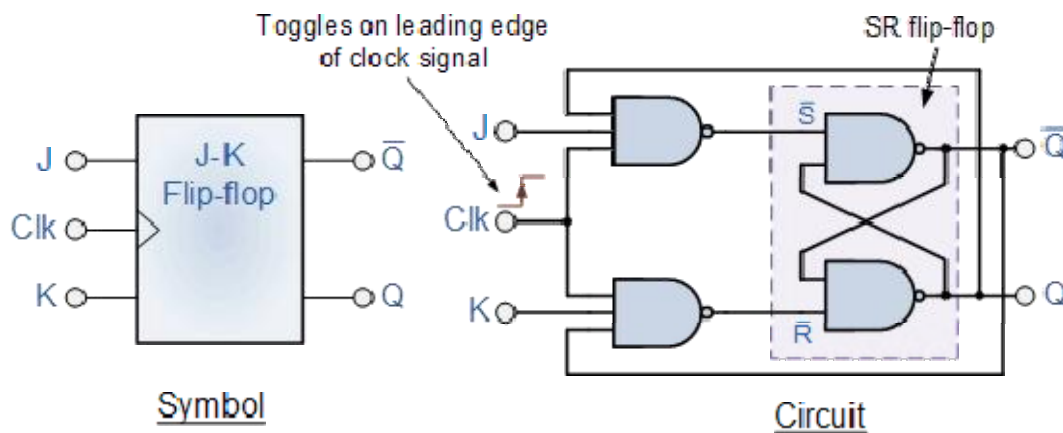 Toggles on leading edge
of clock signal
SR flip-flop
J
J-K
Flip-flop
Q̅
Clk
K
Q
Symbol
J
S̅
Q̅
Clk
K
R̅
Q
Circuit